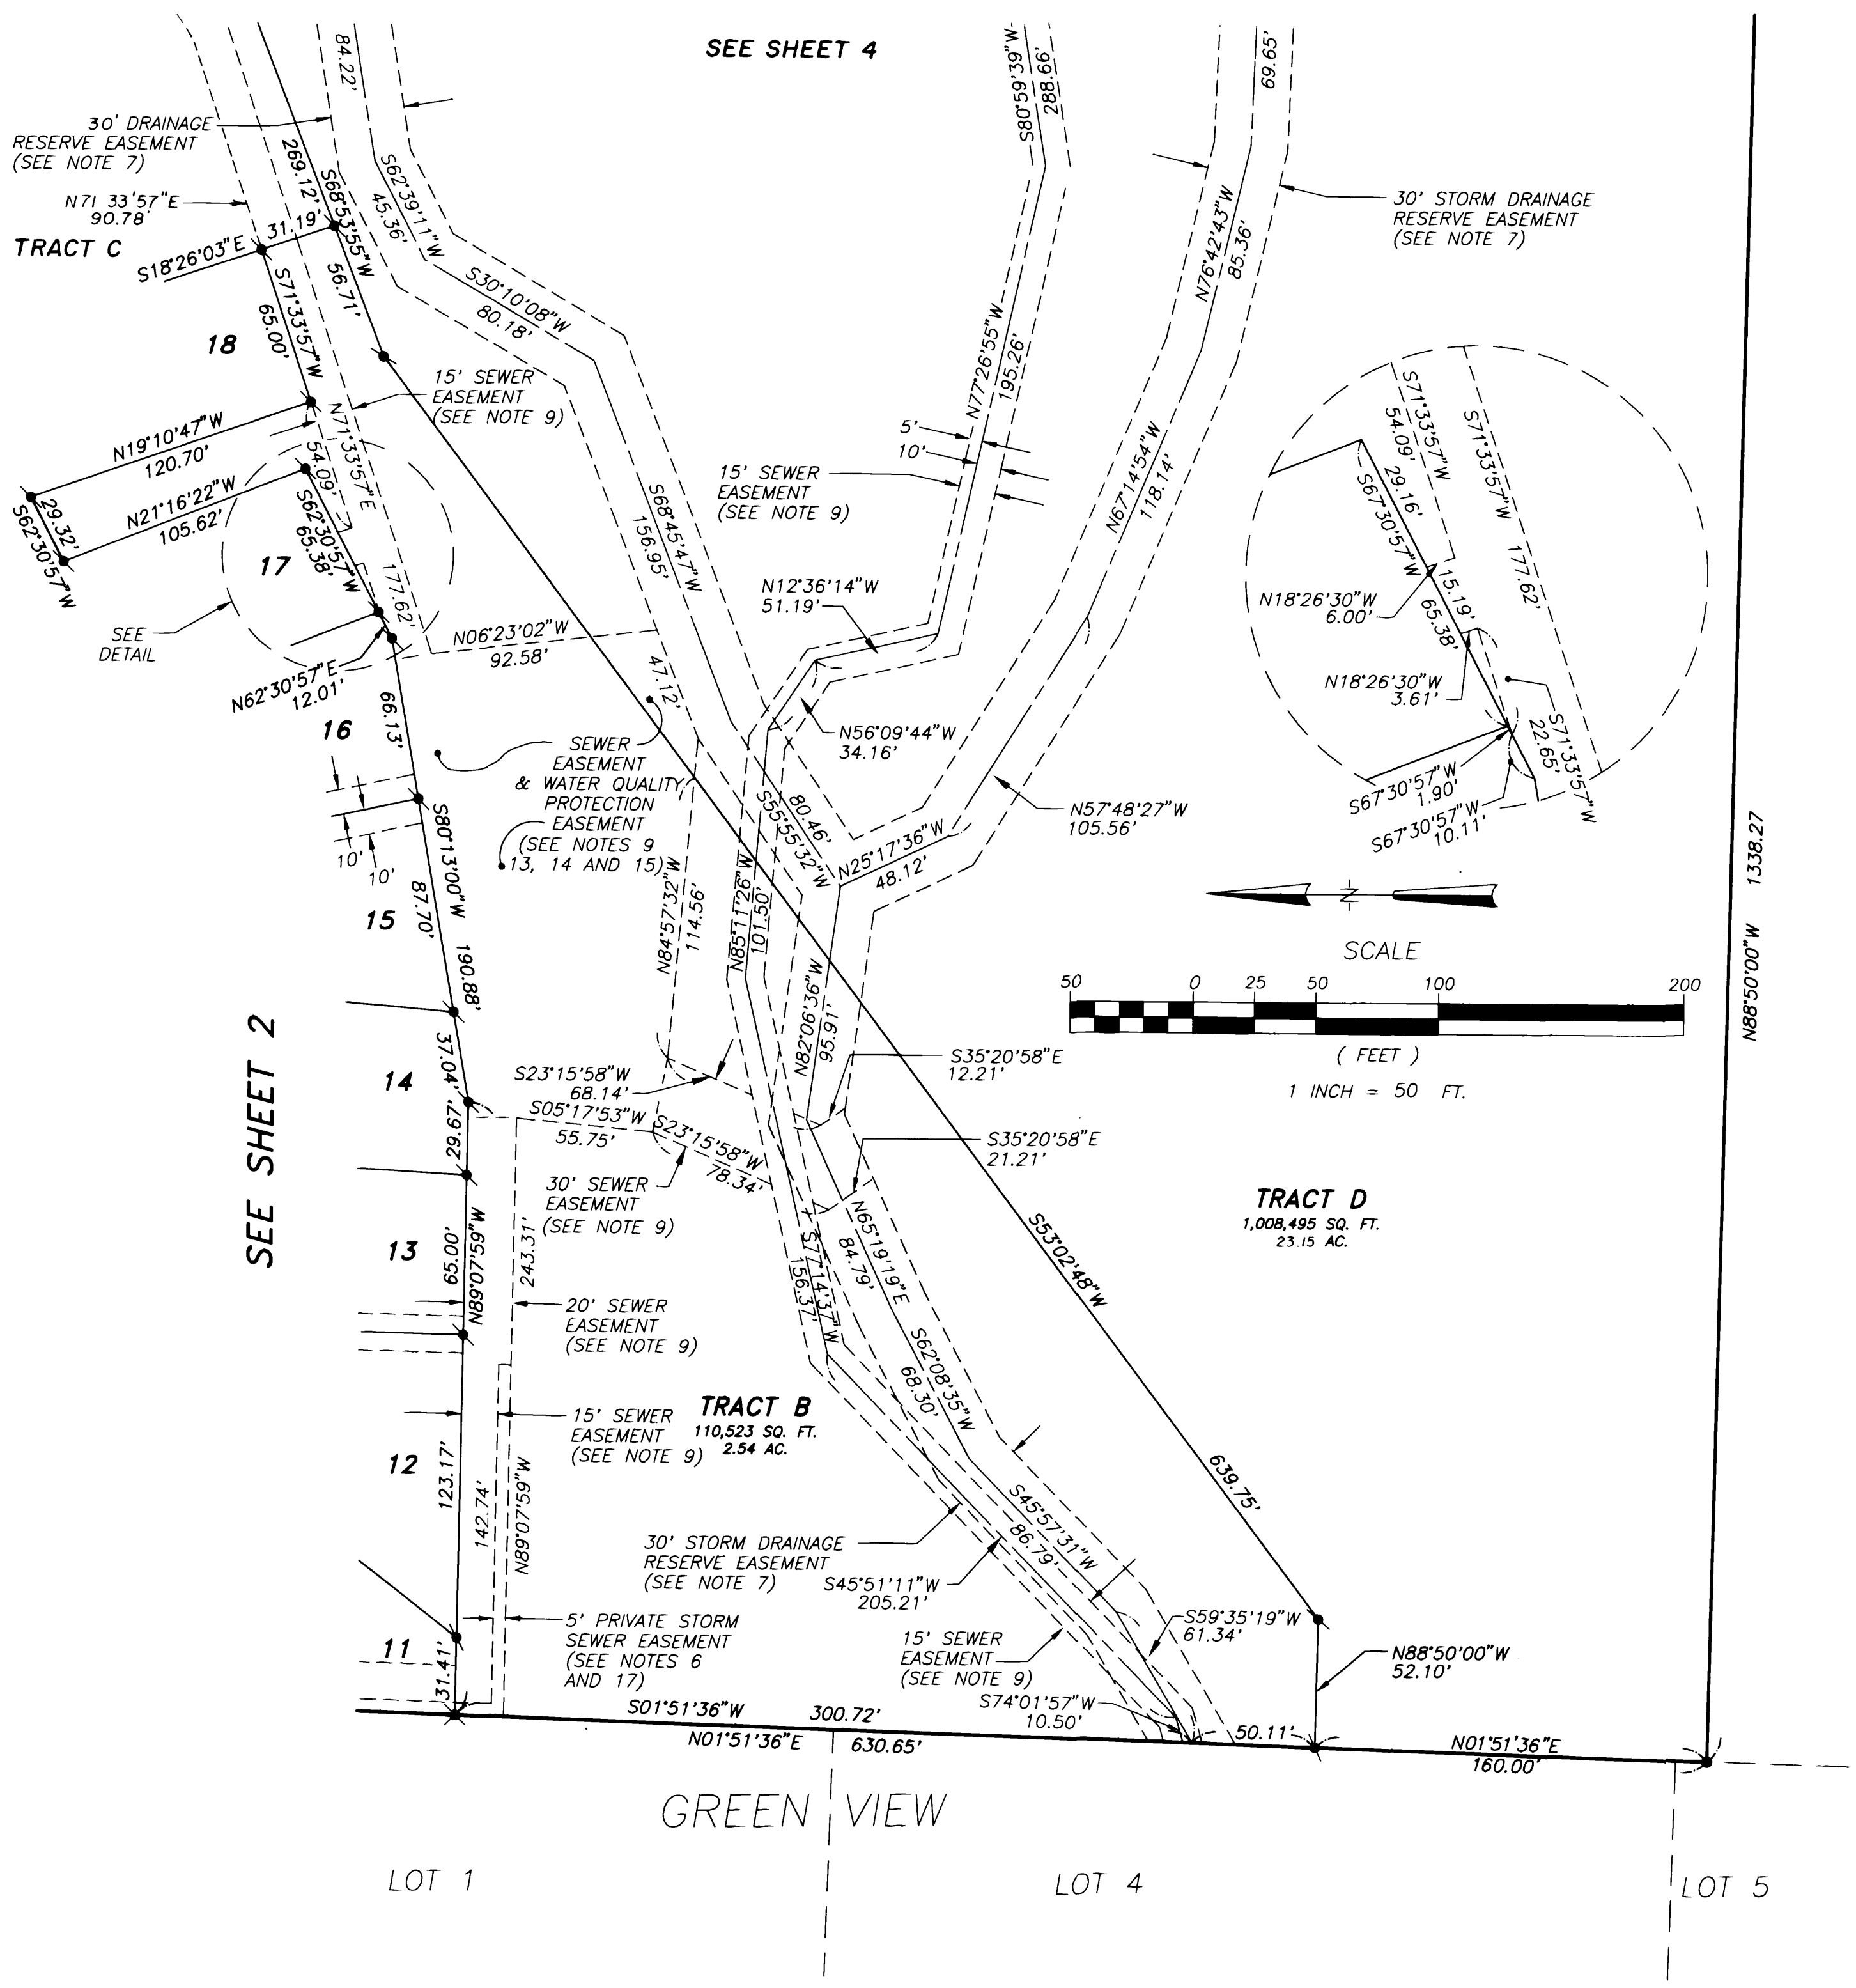 SEE SHEET 4
84.22'
S80°59'39"W
288.66'
69.65'
30' DRAINAGE
RESERVE EASEMENT
(SEE NOTE 7)
N71 33'57"E
90.78'
TRACT C
S18°26'03"E
31.19'
269.12'
S68°53'55"W
56.71'
S62°39'11"W
45.36'
S30°10'08"W
80.18'
N76°42'43"W
85.36'
30' STORM DRAINAGE
RESERVE EASEMENT
(SEE NOTE 7)
18
S71°33'57"W
65.00'
15' SEWER
EASEMENT
(SEE NOTE 9)
N77°26'55"W
195.26'
5'
10'
15' SEWER
EASEMENT
(SEE NOTE 9)
N67°14'54"W
118.14'
N19°10'47"W
120.70'
N21°16'22"W
105.62'
29.32'
S62°30'57"W
54.09'
N71°33'57"E
177.62'
S62°30'57"W
65.38'
17
SEE
DETAIL
N62°30'57"E
12.01'
16
N06°23'02"W
92.58'
S68°45'47"W
156.95'
47.12'
N12°36'14"W
51.19'
N56°09'44"W
34.16'
N57°48'27"W
105.56'
S71°33'57"W
54.09'
S71°33'57"W
177.62'
29.16'
S67°30'57"W
15.19'
65.38'
N18°26'30"W
6.00'
N18°26'30"W
3.61'
S67°30'57"W
1.90'
S67°30'57"W
10.11'
S71°33'57"W
22.65'
66.13'
SEWER
EASEMENT
& WATER QUALITY
PROTECTION
EASEMENT
(SEE NOTES 9
13, 14 AND 15)
10'
10'
S80°13'00"W
190.88'
87.70'
15
S55°55'32"W
80.46'
N25°17'36"W
48.12'
N84°57'32"W
114.56'
N85°11'26"W
101.50'
N82°06'36"W
95.91'
N
SCALE
50 0 25 50 100 200
( FEET )
1 INCH = 50 FT.
1338.27
N88°50'00"W
SEE SHEET 2
14
37.04'
29.67'
S23°15'58"W
68.14'
S05°17'53"W
55.75'
S23°15'58"W
78.34'
S35°20'58"E
12.21'
S35°20'58"E
21.21'
30' SEWER
EASEMENT
(SEE NOTE 9)
TRACT D
1,008,495 SQ. FT.
23.15 AC.
13
65.00'
N89°07'59"W
243.31'
20' SEWER
EASEMENT
(SEE NOTE 9)
S77°14'37"W
156.37'
N65°19'19"E
84.79'
S62°08'35"W
68.30'
S53°02'48"W
639.75'
TRACT B
110,523 SQ. FT.
2.54 AC.
15' SEWER
EASEMENT
(SEE NOTE 9)
12
123.17'
142.74'
N89°07'59"W
30' STORM DRAINAGE
RESERVE EASEMENT
(SEE NOTE 7)
S45°51'11"W
205.21'
S45°57'31"W
86.79'
5' PRIVATE STORM
SEWER EASEMENT
(SEE NOTES 6
AND 17)
11
31.41'
15' SEWER
EASEMENT
(SEE NOTE 9)
S59°35'19"W
61.34'
S74°01'57"W
10.50'
N88°50'00"W
52.10'
S01°51'36"W
300.72'
N01°51'36"E
630.65'
50.11'
N01°51'36"E
160.00'
GREEN VIEW
LOT 1
LOT 4
LOT 5